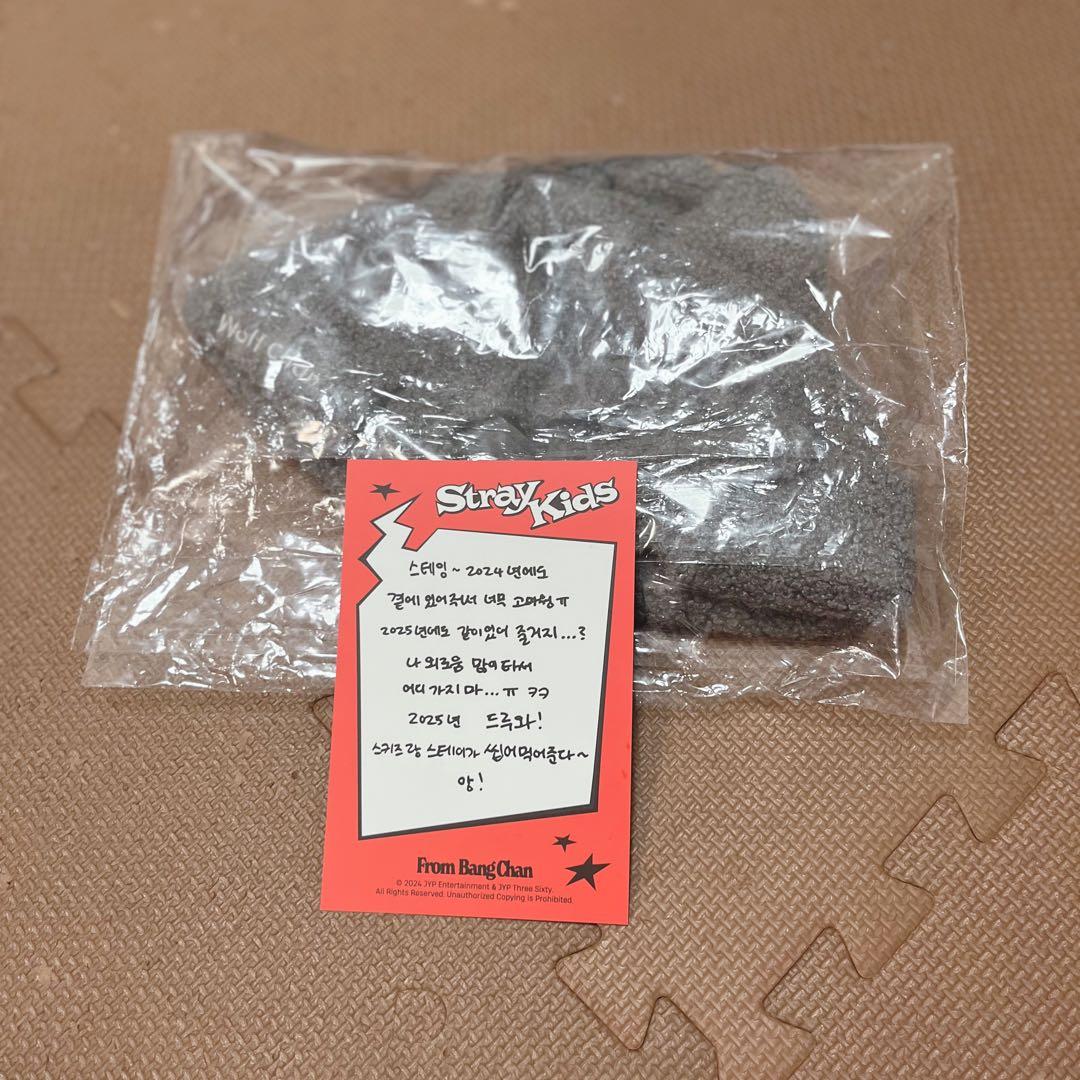 Wolf
Stray Kids
스테잉~ 2024년에도
곁에 있어줘서 너무 고마웡ㅠ
2025년에도 같이있어 줄거지...?
나 외로움 많이타서
어디 가지마...ㅠ ㅋㅋ
2025년 드루와!
스키즈랑 스테이가 씹어먹어준다~
앙!
From Bang Chan
© 2024 JYP Entertainment & JYP Three Sixty.
All Rights Reserved. Unauthorized Copying is Prohibited.